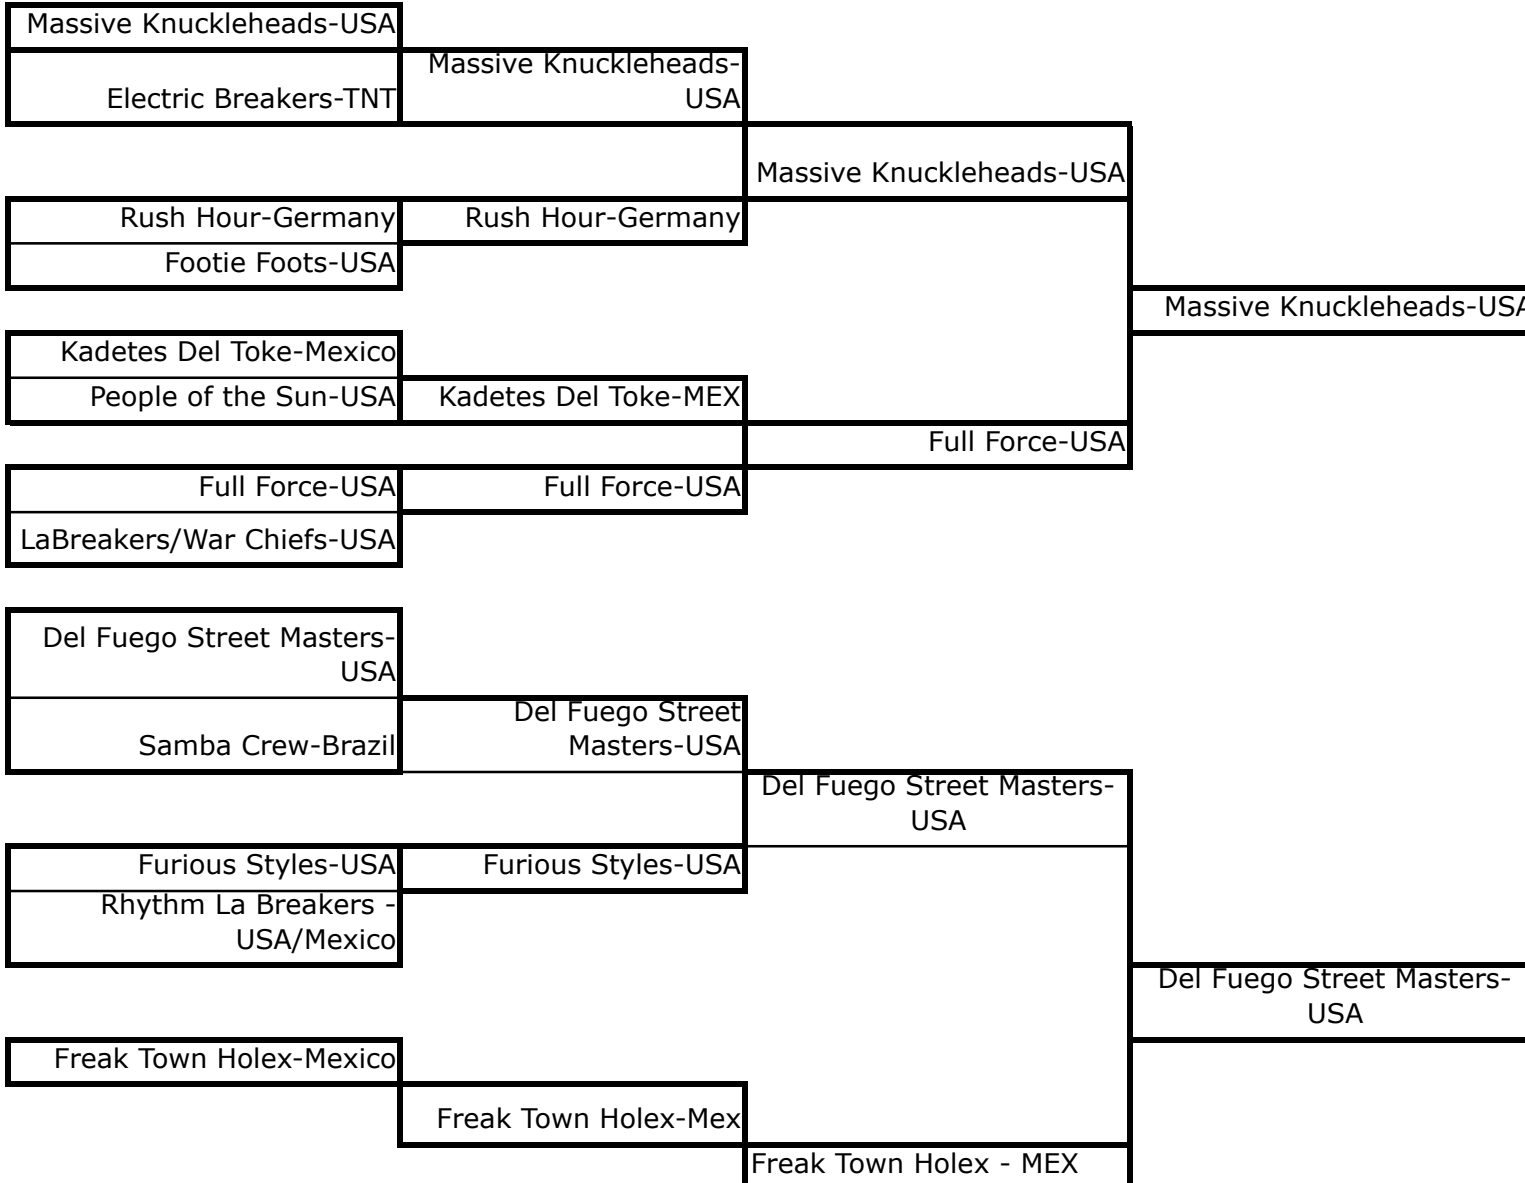 Massive Knuckleheads-USA
Electric Breakers-TNT
Massive Knuckleheads-
USA
Massive Knuckleheads-USA
Rush Hour-Germany
Rush Hour-Germany
Footie Foots-USA
Massive Knuckleheads-USA
Kadetes Del Toke-Mexico
People of the Sun-USA
Kadetes Del Toke-MEX
Full Force-USA
Full Force-USA
Full Force-USA
LaBreakers/War Chiefs-USA
Del Fuego Street Masters-
USA
Samba Crew-Brazil
Del Fuego Street
Masters-USA
Del Fuego Street Masters-
USA
Furious Styles-USA
Furious Styles-USA
Rhythm La Breakers -
USA/Mexico
Del Fuego Street Masters-
USA
Freak Town Holex-Mexico
Freak Town Holex-Mex
Freak Town Holex - MEX